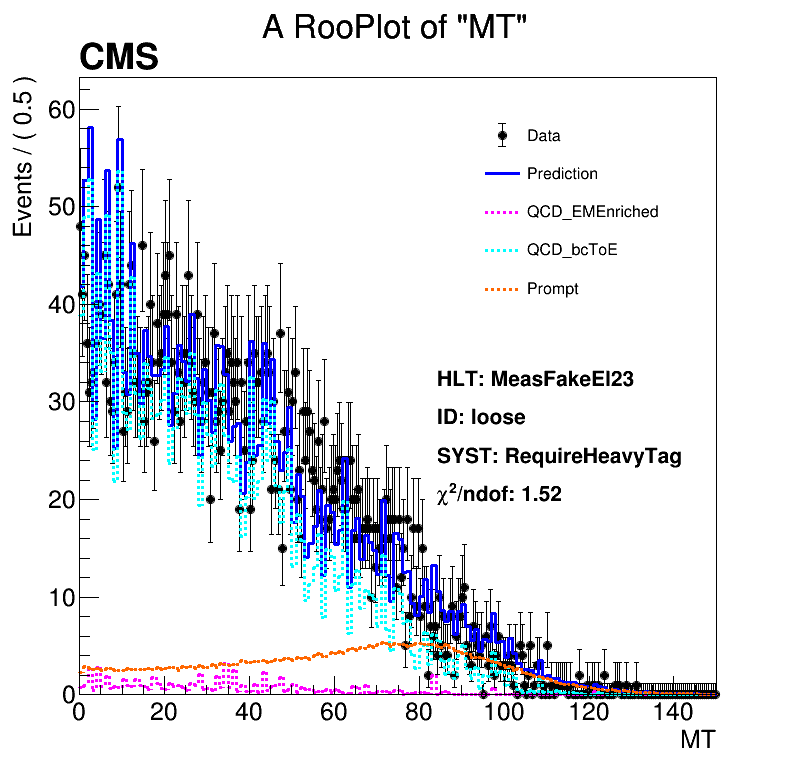 A RooPlot of "MT"
CMS
Events / ( 0.5 )
60
50
40
30
20
10
0
Data
Prediction
QCD_EMEnriched
QCD_bcToE
Prompt
HLT: MeasFakeEl23
ID: loose
SYST: RequireHeavyTag
χ²/ndof: 1.52
0 20 40 60 80 100 120 140
MT